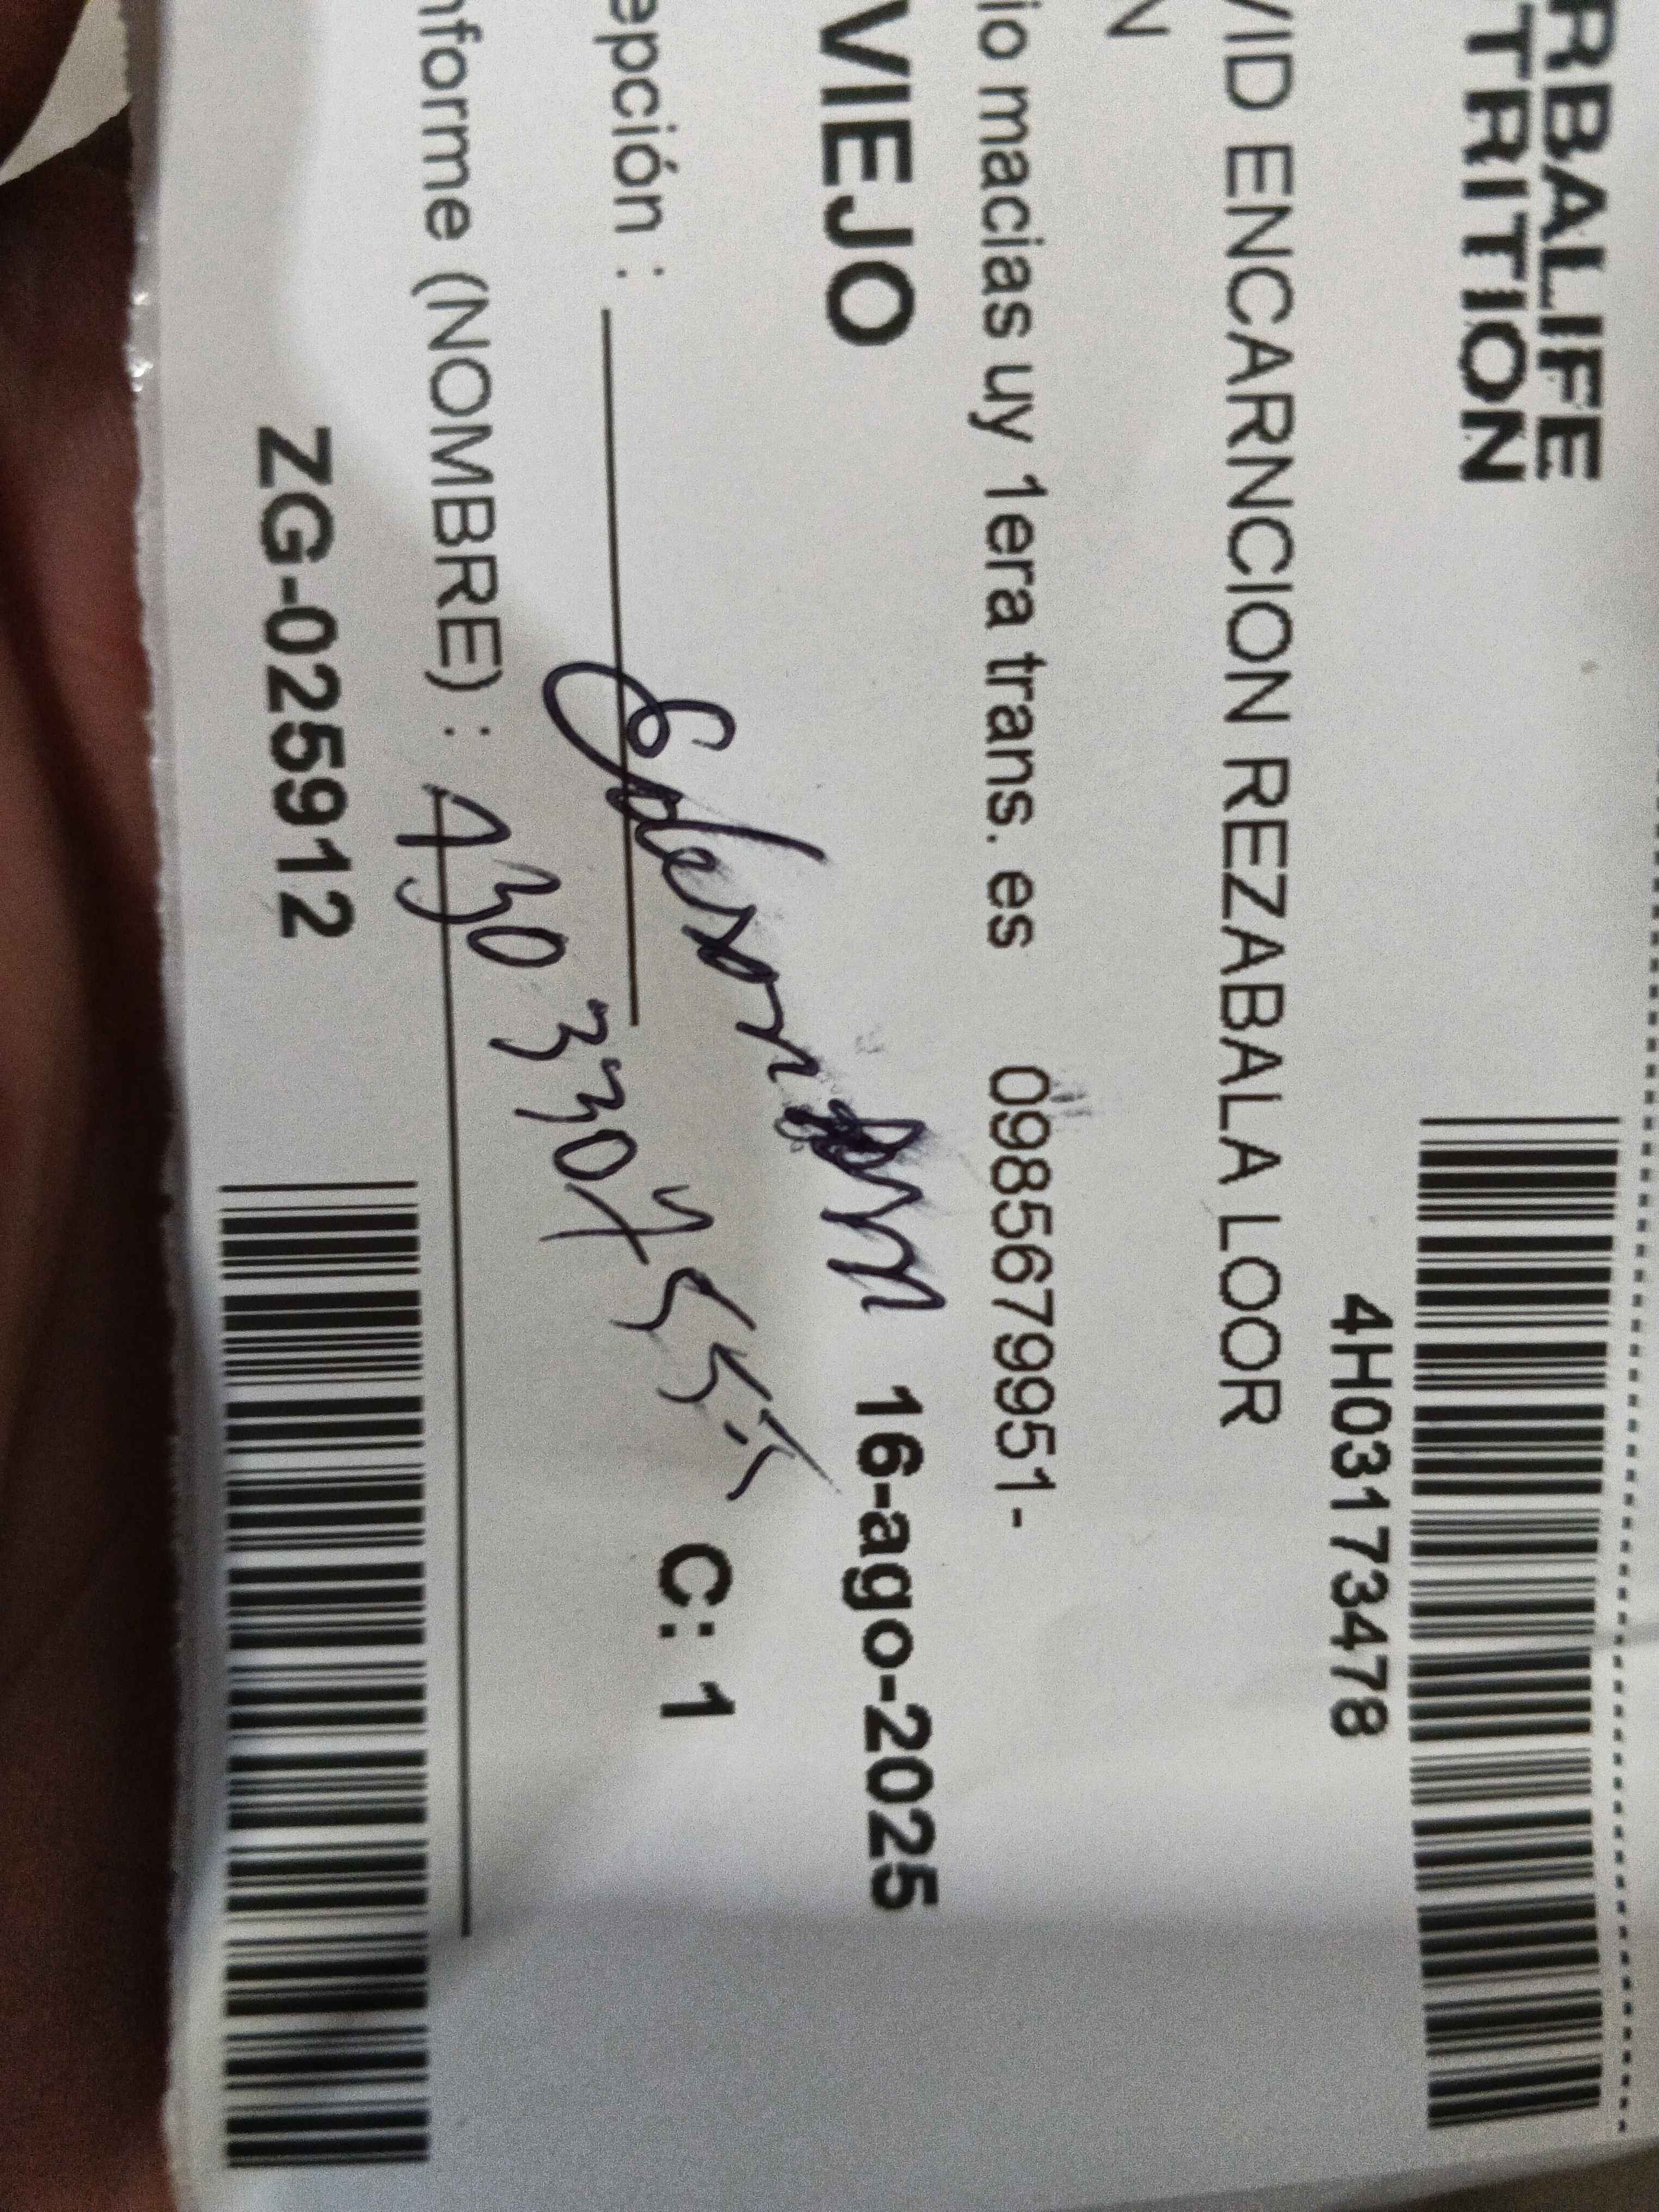 RBALIFE
TRITION
4H03173478
VID ENCARNCION REZABALA LOOR
N
io macias uy 1era trans. es 0985679951-
VIEJO 16-ago-2025
epción : C: 1
nforme (NOMBRE) :
ZG-025912